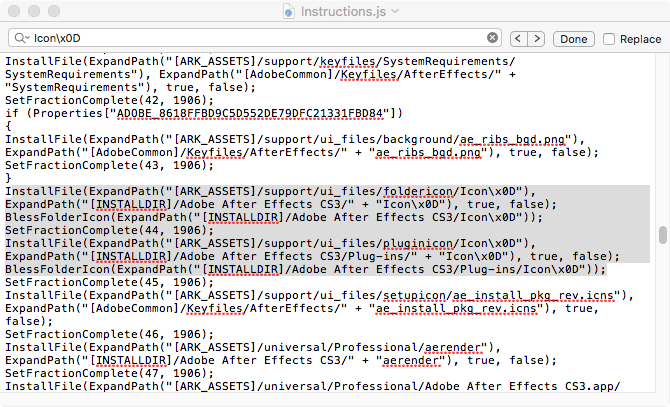 Instructions.js
Icon\x0D
Done
Replace
InstallFile(ExpandPath("[ARK_ASSETS]/support/keyfiles/SystemRequirements/
SystemRequirements"), ExpandPath("[AdobeCommon]/Keyfiles/AfterEffects/" +
"SystemRequirements"), true, false);
SetFractionComplete(42, 1906);
if (Properties["ADOBE_8618FFBD9C5D552DE79DFC21331FBD84"])
{
InstallFile(ExpandPath("[ARK_ASSETS]/support/ui_files/background/ae_ribs_bgd.png"),
ExpandPath("[AdobeCommon]/Keyfiles/AfterEffects/" + "ae_ribs_bgd.png"), true, false);
SetFractionComplete(43, 1906);
}
InstallFile(ExpandPath("[ARK_ASSETS]/support/ui_files/foldericon/Icon\x0D"),
ExpandPath("[INSTALLDIR]/Adobe After Effects CS3/" + "Icon\x0D"), true, false);
BlessFolderIcon(ExpandPath("[INSTALLDIR]/Adobe After Effects CS3/Icon\x0D"));
SetFractionComplete(44, 1906);
InstallFile(ExpandPath("[ARK_ASSETS]/support/ui_files/pluginicon/Icon\x0D"),
ExpandPath("[INSTALLDIR]/Adobe After Effects CS3/Plug-ins/" + "Icon\x0D"), true, false);
BlessFolderIcon(ExpandPath("[INSTALLDIR]/Adobe After Effects CS3/Plug-ins/Icon\x0D"));
SetFractionComplete(45, 1906);
InstallFile(ExpandPath("[ARK_ASSETS]/support/ui_files/setupicon/ae_install_pkg_rev.icns"),
ExpandPath("[AdobeCommon]/Keyfiles/AfterEffects/" + "ae_install_pkg_rev.icns"), true,
false);
SetFractionComplete(46, 1906);
InstallFile(ExpandPath("[ARK_ASSETS]/universal/Professional/aerender"),
ExpandPath("[INSTALLDIR]/Adobe After Effects CS3/" + "aerender"), true, false);
SetFractionComplete(47, 1906);
InstallFile(ExpandPath("[ARK_ASSETS]/universal/Professional/Adobe After Effects CS3.app/